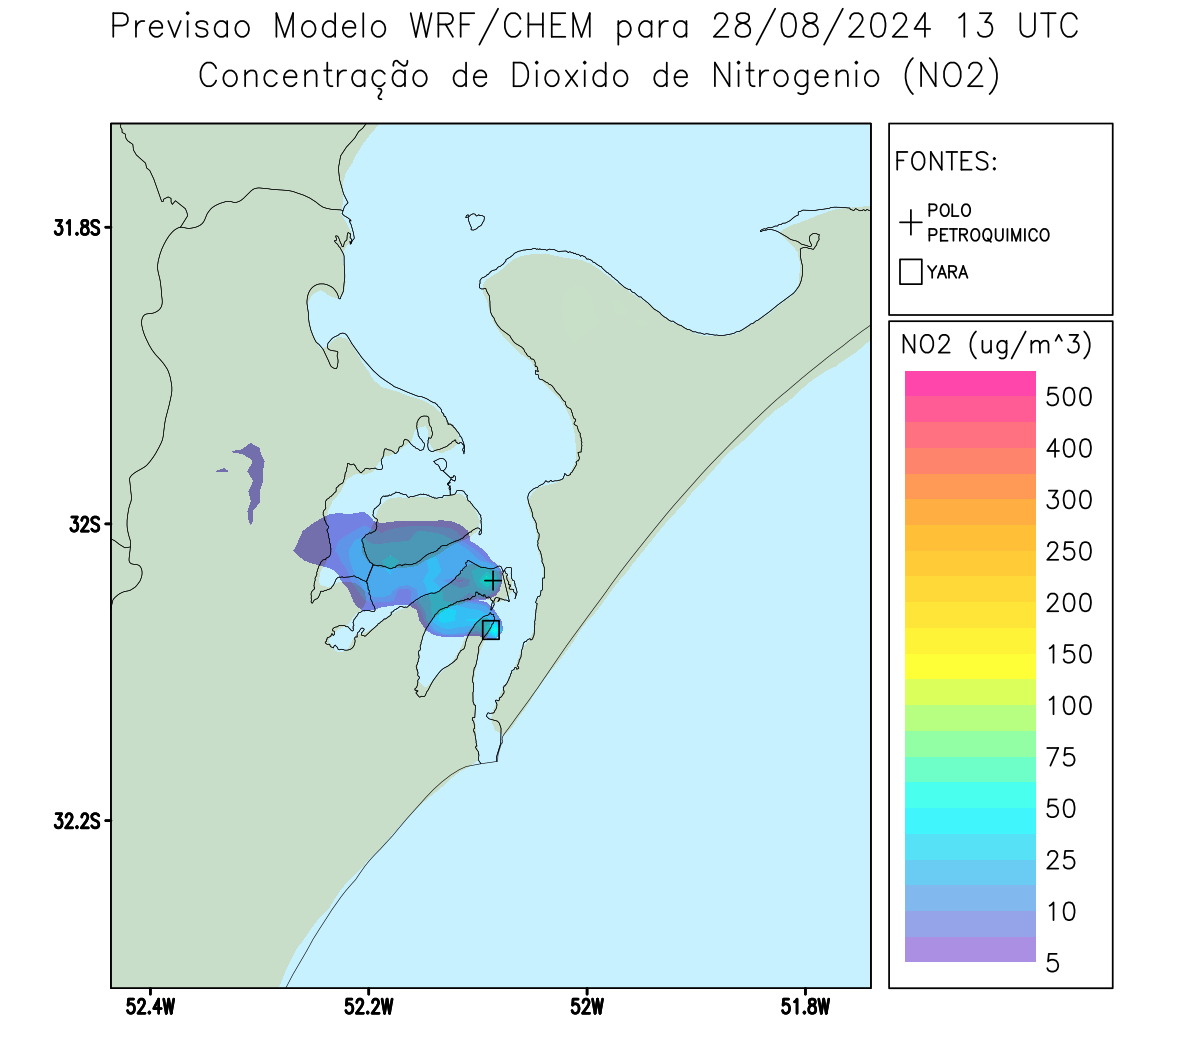 Previsao Modelo WRF/CHEM para 28/08/2024 13 UTC
Concentração de Dioxido de Nitrogenio (NO2)
FONTES:
POLO
PETROQUIMICO
YARA
NO2 (ug/m^3)
500
400
300
250
200
150
100
75
50
25
10
5
31.8S
32S
32.2S
52.4W
52.2W
52W
51.8W